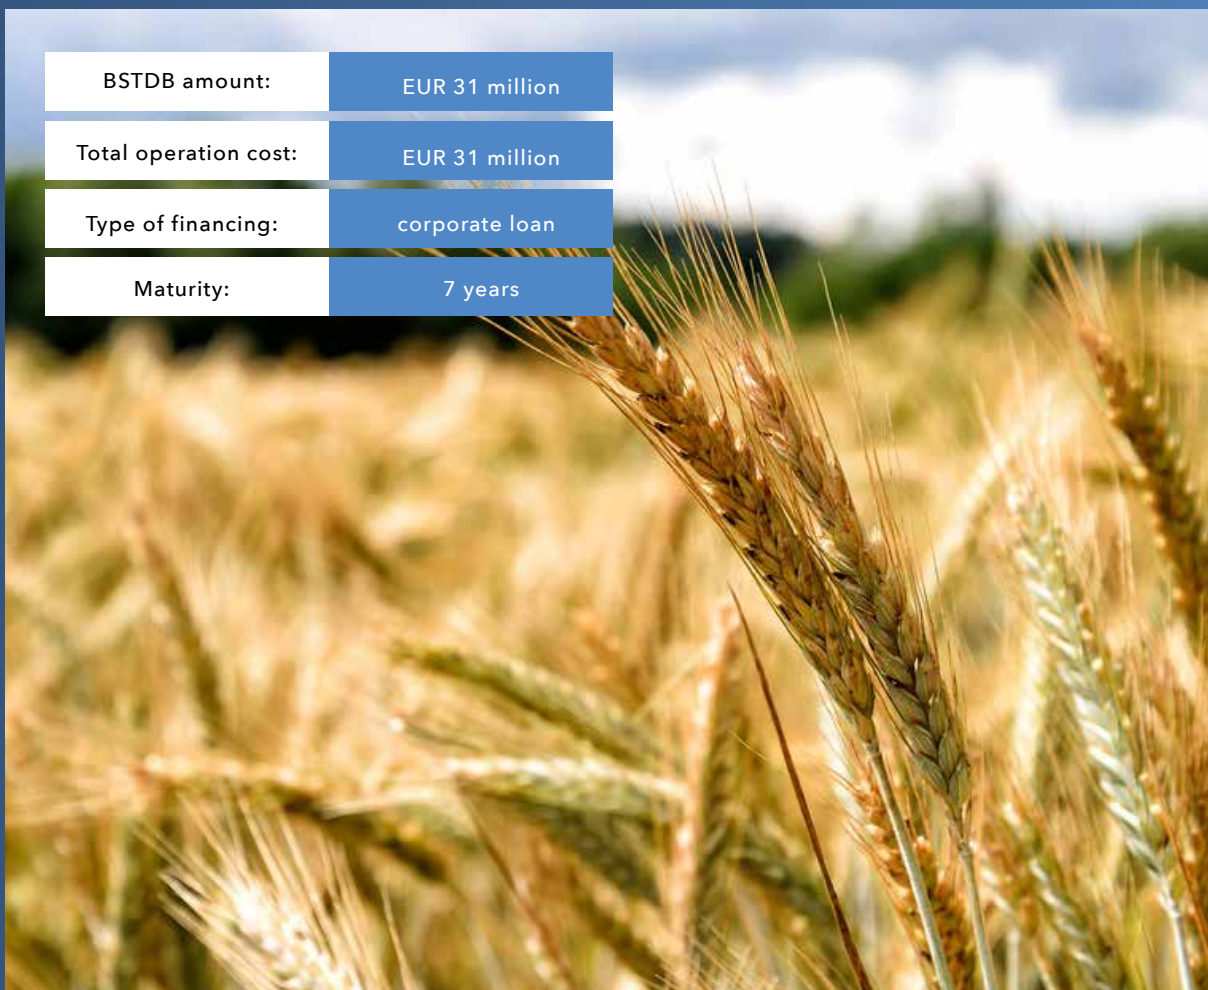 BSTDB amount: EUR 31 million
Total operation cost: EUR 31 million
Type of financing: corporate loan
Maturity: 7 years